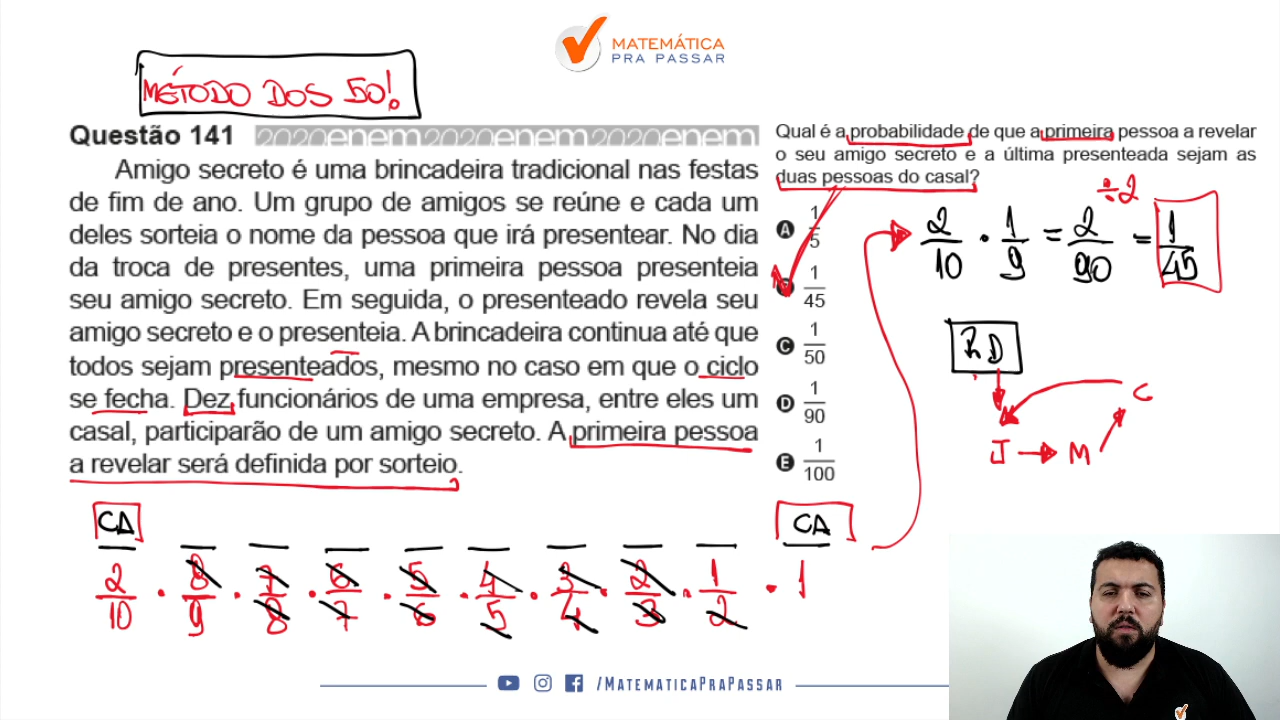 MATEMÁTICA
PRA PASSAR
MÉTODO DOS 50!
Questão 141
2020enem2020enem2020enem
Amigo secreto é uma brincadeira tradicional nas festas
de fim de ano. Um grupo de amigos se reúne e cada um
deles sorteia o nome da pessoa que irá presentear. No dia
da troca de presentes, uma primeira pessoa presenteia
seu amigo secreto. Em seguida, o presenteado revela seu
amigo secreto e o presenteia. A brincadeira continua até que
todos sejam presenteados, mesmo no caso em que o ciclo
se fecha. Dez funcionários de uma empresa, entre eles um
casal, participarão de um amigo secreto. A primeira pessoa
a revelar será definida por sorteio.
Qual é a probabilidade de que a primeira pessoa a revelar
o seu amigo secreto e a última presenteada sejam as
duas pessoas do casal?
A 1/5
1/45
C 1/50
D 1/90
E 1/100
÷2
2/10 · 1/9 = 2/90 = 1/45
RD
C
J → M
CA CA
2/10 · 8/9 · 7/8 · 6/7 · 5/6 · 4/5 · 3/4 · 2/3 · 1/2 · 1
/MATEMATICAPRAPASSAR